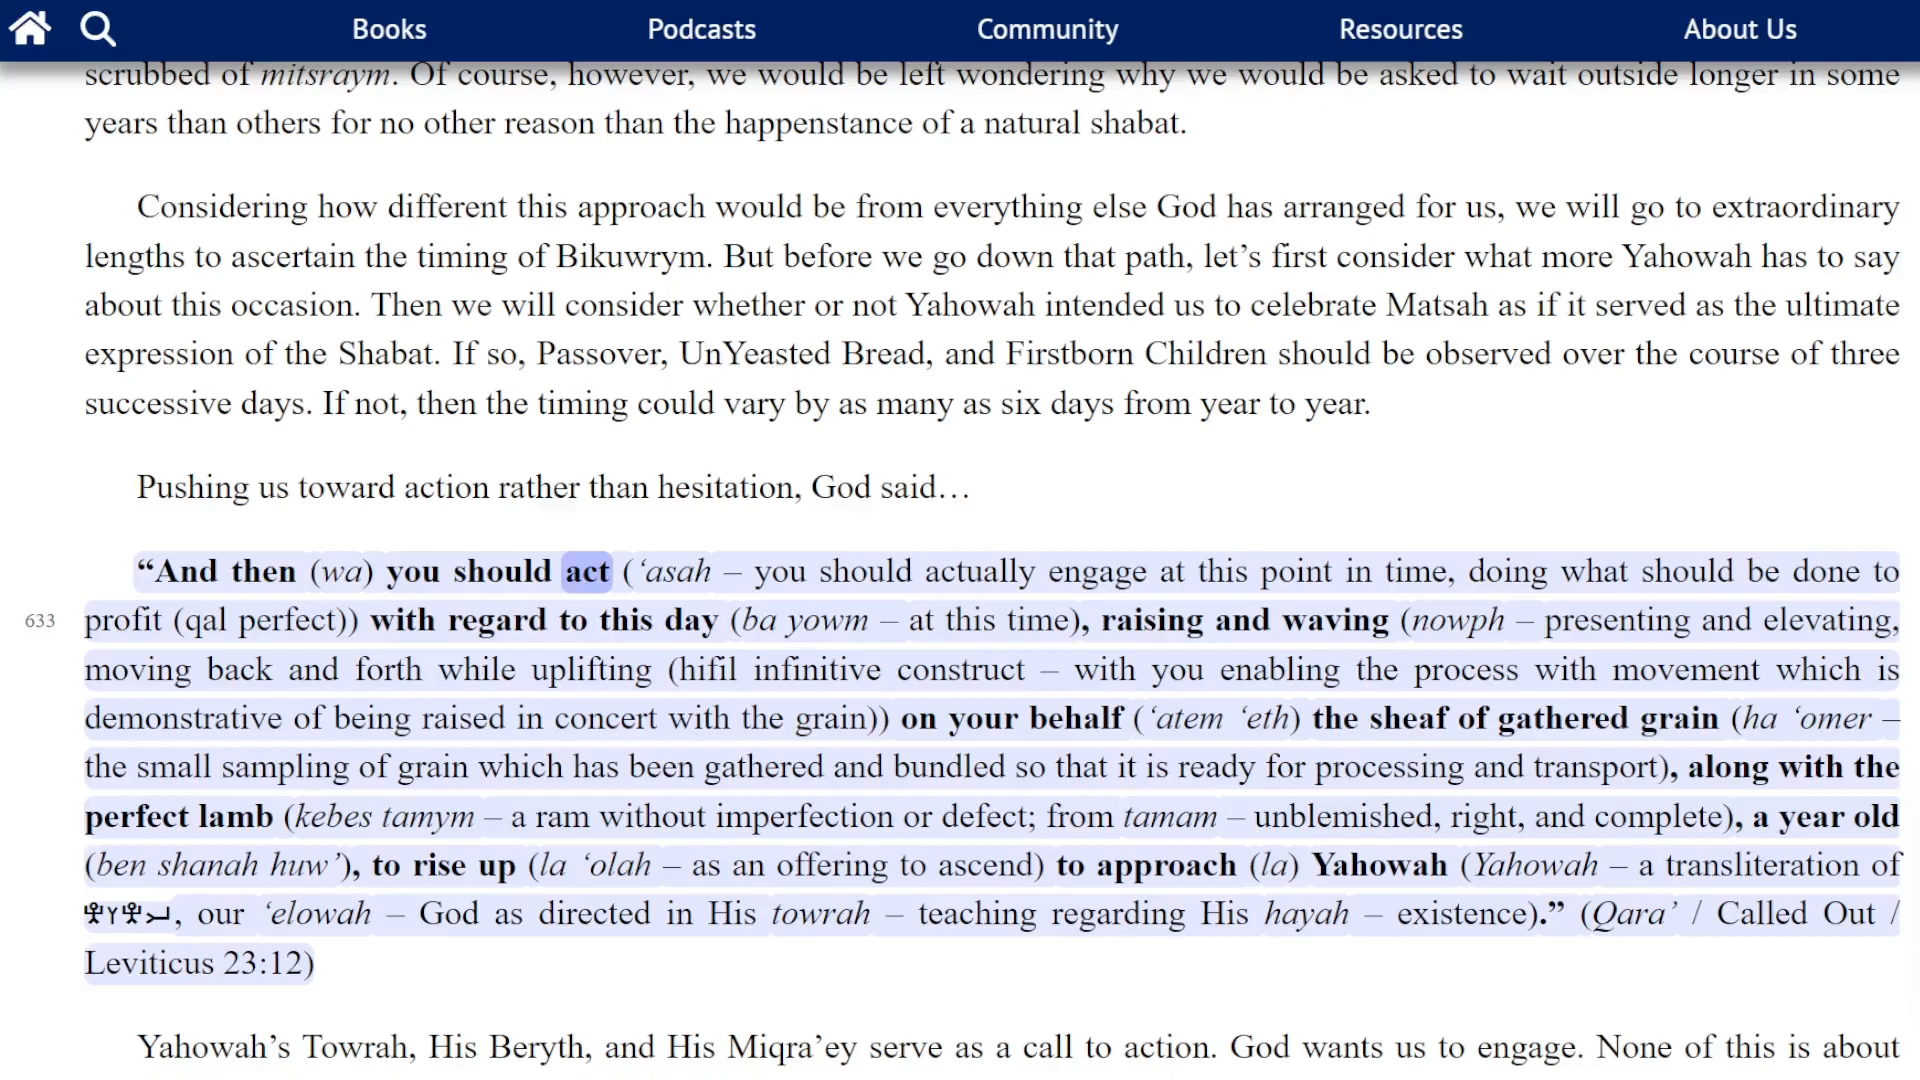 Books Podcasts Community Resources About Us
scrubbed of mitsraym. Of course, however, we would be left wondering why we would be asked to wait outside longer in some
years than others for no other reason than the happenstance of a natural shabat.
Considering how different this approach would be from everything else God has arranged for us, we will go to extraordinary
lengths to ascertain the timing of Bikuwrym. But before we go down that path, let’s first consider what more Yahowah has to say
about this occasion. Then we will consider whether or not Yahowah intended us to celebrate Matsah as if it served as the ultimate
expression of the Shabat. If so, Passover, UnYeasted Bread, and Firstborn Children should be observed over the course of three
successive days. If not, then the timing could vary by as many as six days from year to year.
Pushing us toward action rather than hesitation, God said…
“And then (wa) you should act (‘asah – you should actually engage at this point in time, doing what should be done to
633 profit (qal perfect)) with regard to this day (ba yowm – at this time), raising and waving (nowph – presenting and elevating,
moving back and forth while uplifting (hifil infinitive construct – with you enabling the process with movement which is
demonstrative of being raised in concert with the grain)) on your behalf (‘atem ‘eth) the sheaf of gathered grain (ha ‘omer –
the small sampling of grain which has been gathered and bundled so that it is ready for processing and transport), along with the
perfect lamb (kebes tamym – a ram without imperfection or defect; from tamam – unblemished, right, and complete), a year old
(ben shanah huw’), to rise up (la ‘olah – as an offering to ascend) to approach (la) Yahowah (Yahowah – a transliteration of
, our ‘elowah – God as directed in His towrah – teaching regarding His hayah – existence).” (Qara’ / Called Out /
Leviticus 23:12)
Yahowah’s Towrah, His Beryth, and His Miqra’ey serve as a call to action. God wants us to engage. None of this is about